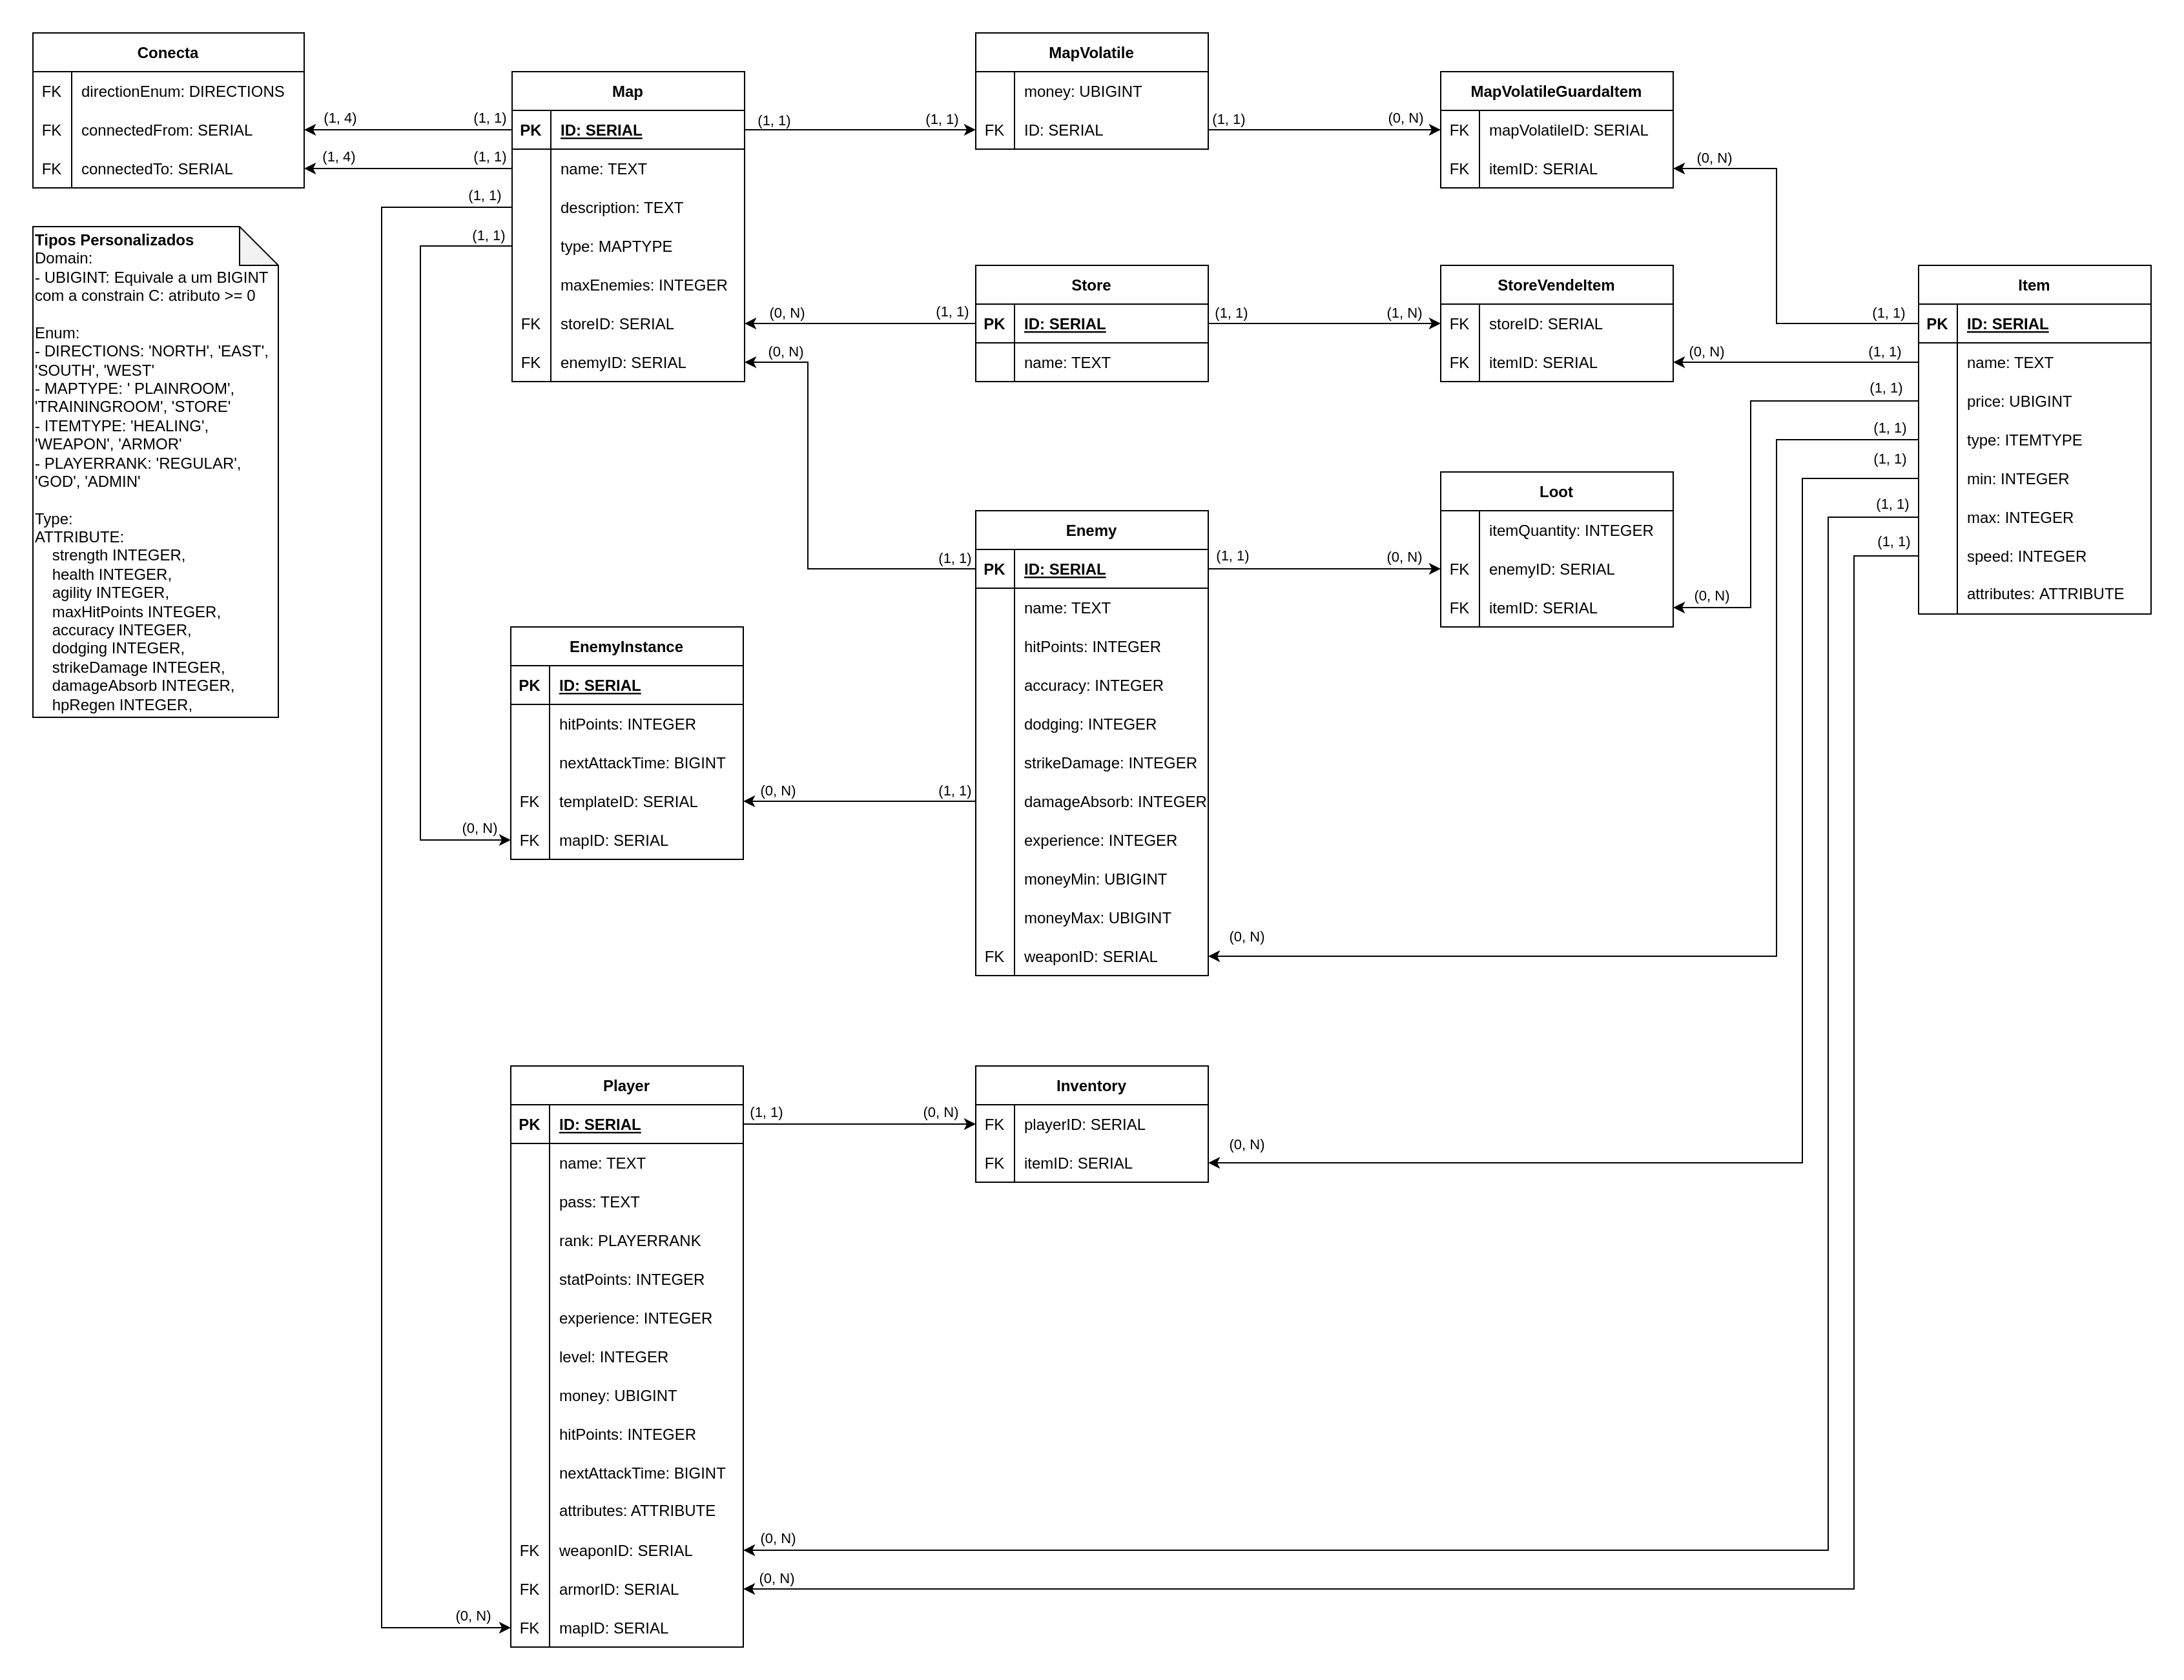 Conecta
FK directionEnum: DIRECTIONS
FK connectedFrom: SERIAL
FK connectedTo: SERIAL
(1, 4)
(1, 1)
(1, 4)
(1, 1)
(1, 1)
(1, 1)
Tipos Personalizados
Domain:
- UBIGINT: Equivale a um BIGINT
com a constrain C: atributo >= 0
Enum:
- DIRECTIONS: 'NORTH', 'EAST',
'SOUTH', 'WEST'
- MAPTYPE: ' PLAINROOM',
'TRAININGROOM', 'STORE'
- ITEMTYPE: 'HEALING',
'WEAPON', 'ARMOR'
- PLAYERRANK: 'REGULAR',
'GOD', 'ADMIN'
Type:
ATTRIBUTE:
strength INTEGER,
health INTEGER,
agility INTEGER,
maxHitPoints INTEGER,
accuracy INTEGER,
dodging INTEGER,
strikeDamage INTEGER,
damageAbsorb INTEGER,
hpRegen INTEGER,
Map
PK ID: SERIAL
name: TEXT
description: TEXT
type: MAPTYPE
maxEnemies: INTEGER
FK storeID: SERIAL
FK enemyID: SERIAL
(1, 1)
(1, 1)
(0, N)
(1, 1)
(0, N)
(1, 1)
MapVolatile
money: UBIGINT
FK ID: SERIAL
(1, 1)
(0, N)
MapVolatileGuardaItem
FK mapVolatileID: SERIAL
FK itemID: SERIAL
(0, N)
Store
PK ID: SERIAL
name: TEXT
(1, 1)
(1, N)
StoreVendeItem
FK storeID: SERIAL
FK itemID: SERIAL
(0, N)
Item
PK ID: SERIAL
name: TEXT
price: UBIGINT
type: ITEMTYPE
min: INTEGER
max: INTEGER
speed: INTEGER
attributes: ATTRIBUTE
(1, 1)
(1, 1)
(1, 1)
(1, 1)
(1, 1)
(1, 1)
(1, 1)
Loot
itemQuantity: INTEGER
FK enemyID: SERIAL
FK itemID: SERIAL
(0, N)
Enemy
PK ID: SERIAL
name: TEXT
hitPoints: INTEGER
accuracy: INTEGER
dodging: INTEGER
strikeDamage: INTEGER
damageAbsorb: INTEGER
experience: INTEGER
moneyMin: UBIGINT
moneyMax: UBIGINT
FK weaponID: SERIAL
(1, 1)
(0, N)
(0, N)
EnemyInstance
PK ID: SERIAL
hitPoints: INTEGER
nextAttackTime: BIGINT
FK templateID: SERIAL
FK mapID: SERIAL
(0, N)
(1, 1)
(0, N)
Player
PK ID: SERIAL
name: TEXT
pass: TEXT
rank: PLAYERRANK
statPoints: INTEGER
experience: INTEGER
level: INTEGER
money: UBIGINT
hitPoints: INTEGER
nextAttackTime: BIGINT
attributes: ATTRIBUTE
FK weaponID: SERIAL
FK armorID: SERIAL
FK mapID: SERIAL
(1, 1)
(0, N)
Inventory
FK playerID: SERIAL
FK itemID: SERIAL
(0, N)
(0, N)
(0, N)
(0, N)